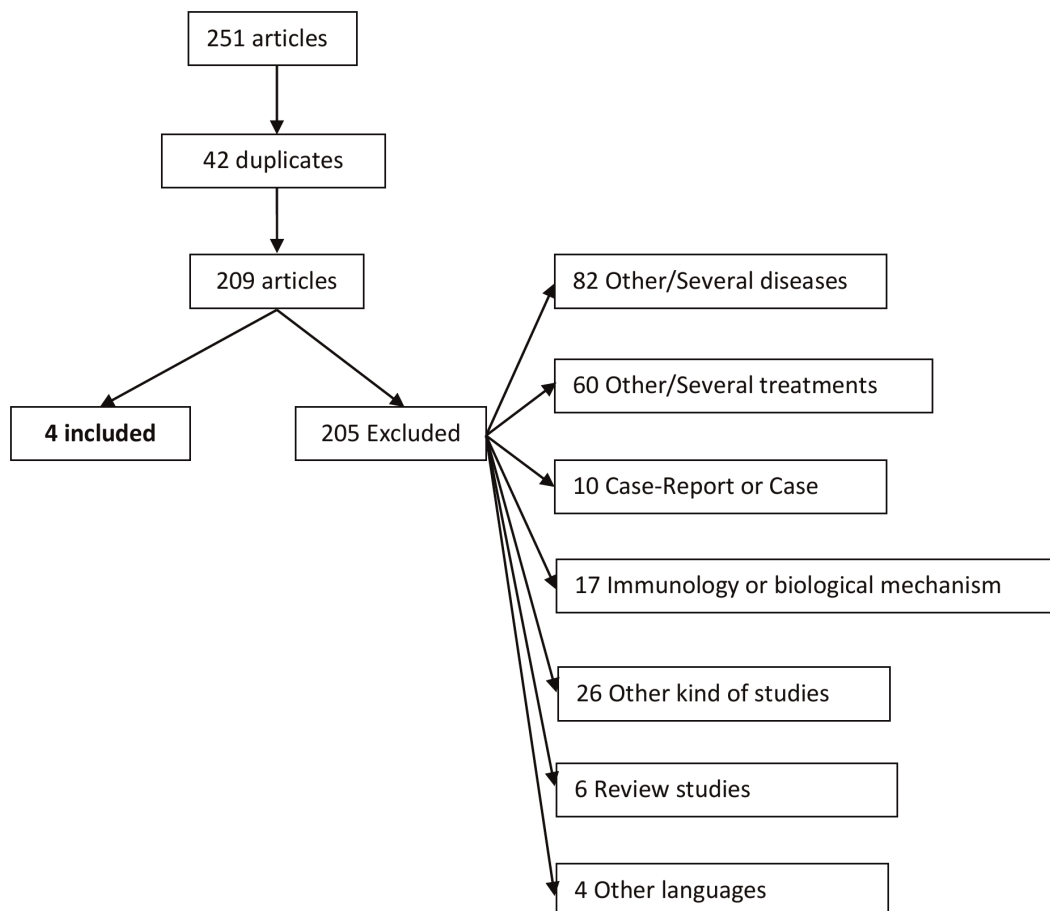 251 articles
42 duplicates
209 articles
4 included
205 Excluded
82 Other/Several diseases
60 Other/Several treatments
10 Case-Report or Case
17 Immunology or biological mechanism
26 Other kind of studies
6 Review studies
4 Other languages